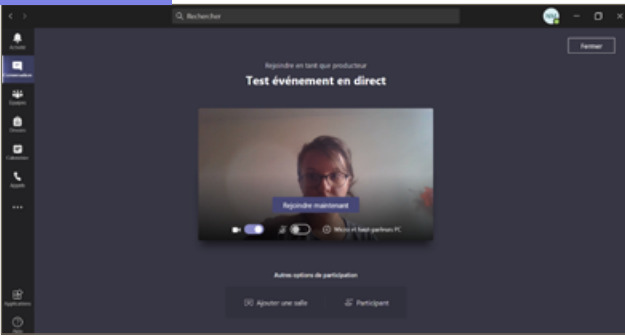 Rechercher
Activité
Conversation
Équipes
Devoirs
Calendrier
Appels
Applications
Aide
Fermer
Rejoindre en tant que producteur
Test événement en direct
Rejoindre maintenant
Micro et haut-parleurs PC
Autres options de participation
Ajouter une salle
Participant